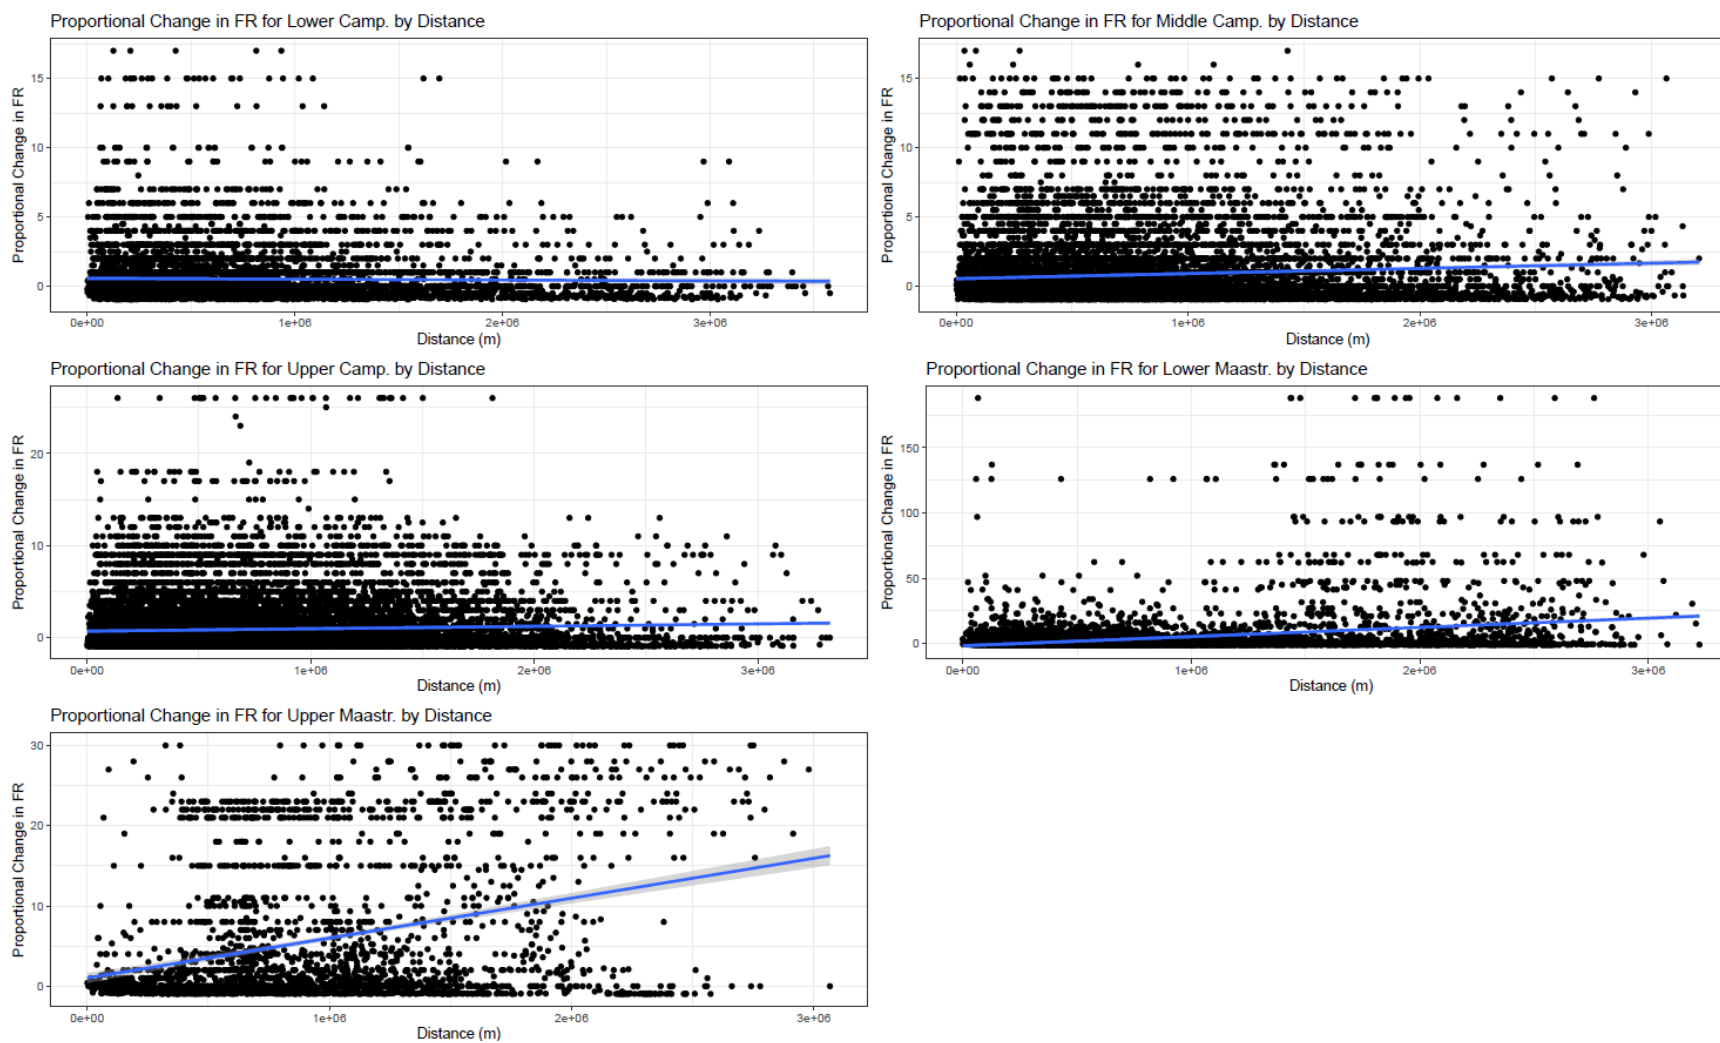 Proportional Change in FR for Lower Camp. by Distance
Proportional Change in FR
15
10
5
0
0e+00 1e+06 2e+06 3e+06
Distance (m)
Proportional Change in FR for Middle Camp. by Distance
Proportional Change in FR
15
10
5
0
0e+00 1e+06 2e+06 3e+06
Distance (m)
Proportional Change in FR for Upper Camp. by Distance
Proportional Change in FR
20
10
0
0e+00 1e+06 2e+06 3e+06
Distance (m)
Proportional Change in FR for Lower Maastr. by Distance
Proportional Change in FR
150
100
50
0
0e+00 1e+06 2e+06 3e+06
Distance (m)
Proportional Change in FR for Upper Maastr. by Distance
Proportional Change in FR
30
20
10
0
0e+00 1e+06 2e+06 3e+06
Distance (m)